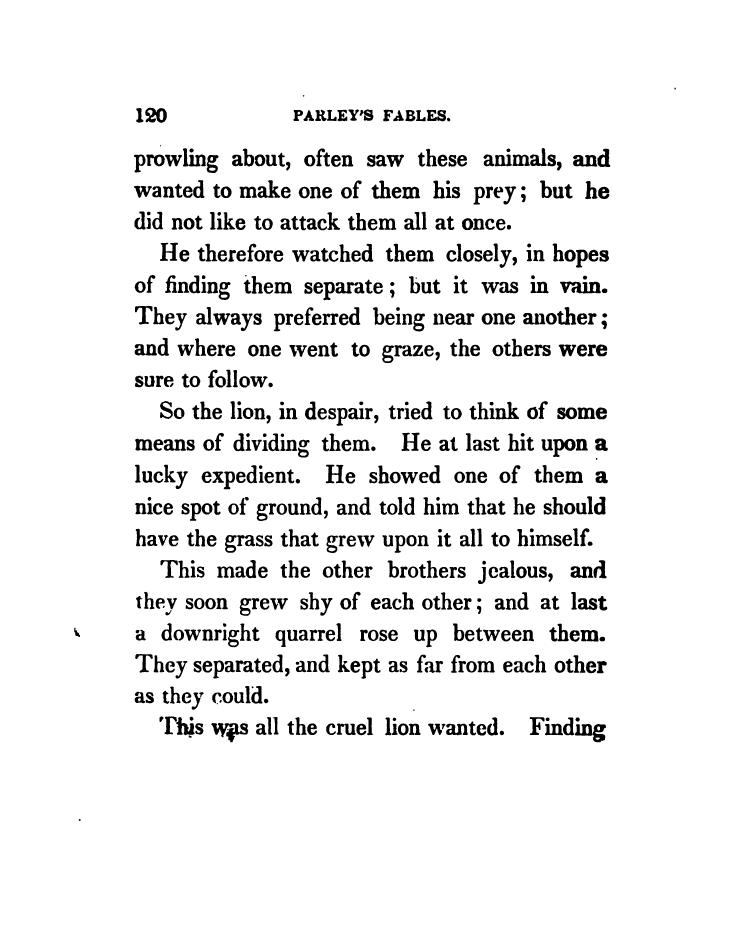 120 PARLEY'S FABLES.
prowling about, often saw these animals, and
wanted to make one of them his prey; but he
did not like to attack them all at once.
He therefore watched them closely, in hopes
of finding them separate; but it was in vain.
They always preferred being near one another;
and where one went to graze, the others were
sure to follow.
So the lion, in despair, tried to think of some
means of dividing them. He at last hit upon a
lucky expedient. He showed one of them a
nice spot of ground, and told him that he should
have the grass that grew upon it all to himself.
This made the other brothers jealous, and
they soon grew shy of each other; and at last
a downright quarrel rose up between them.
They separated, and kept as far from each other
as they could.
This was all the cruel lion wanted. Finding